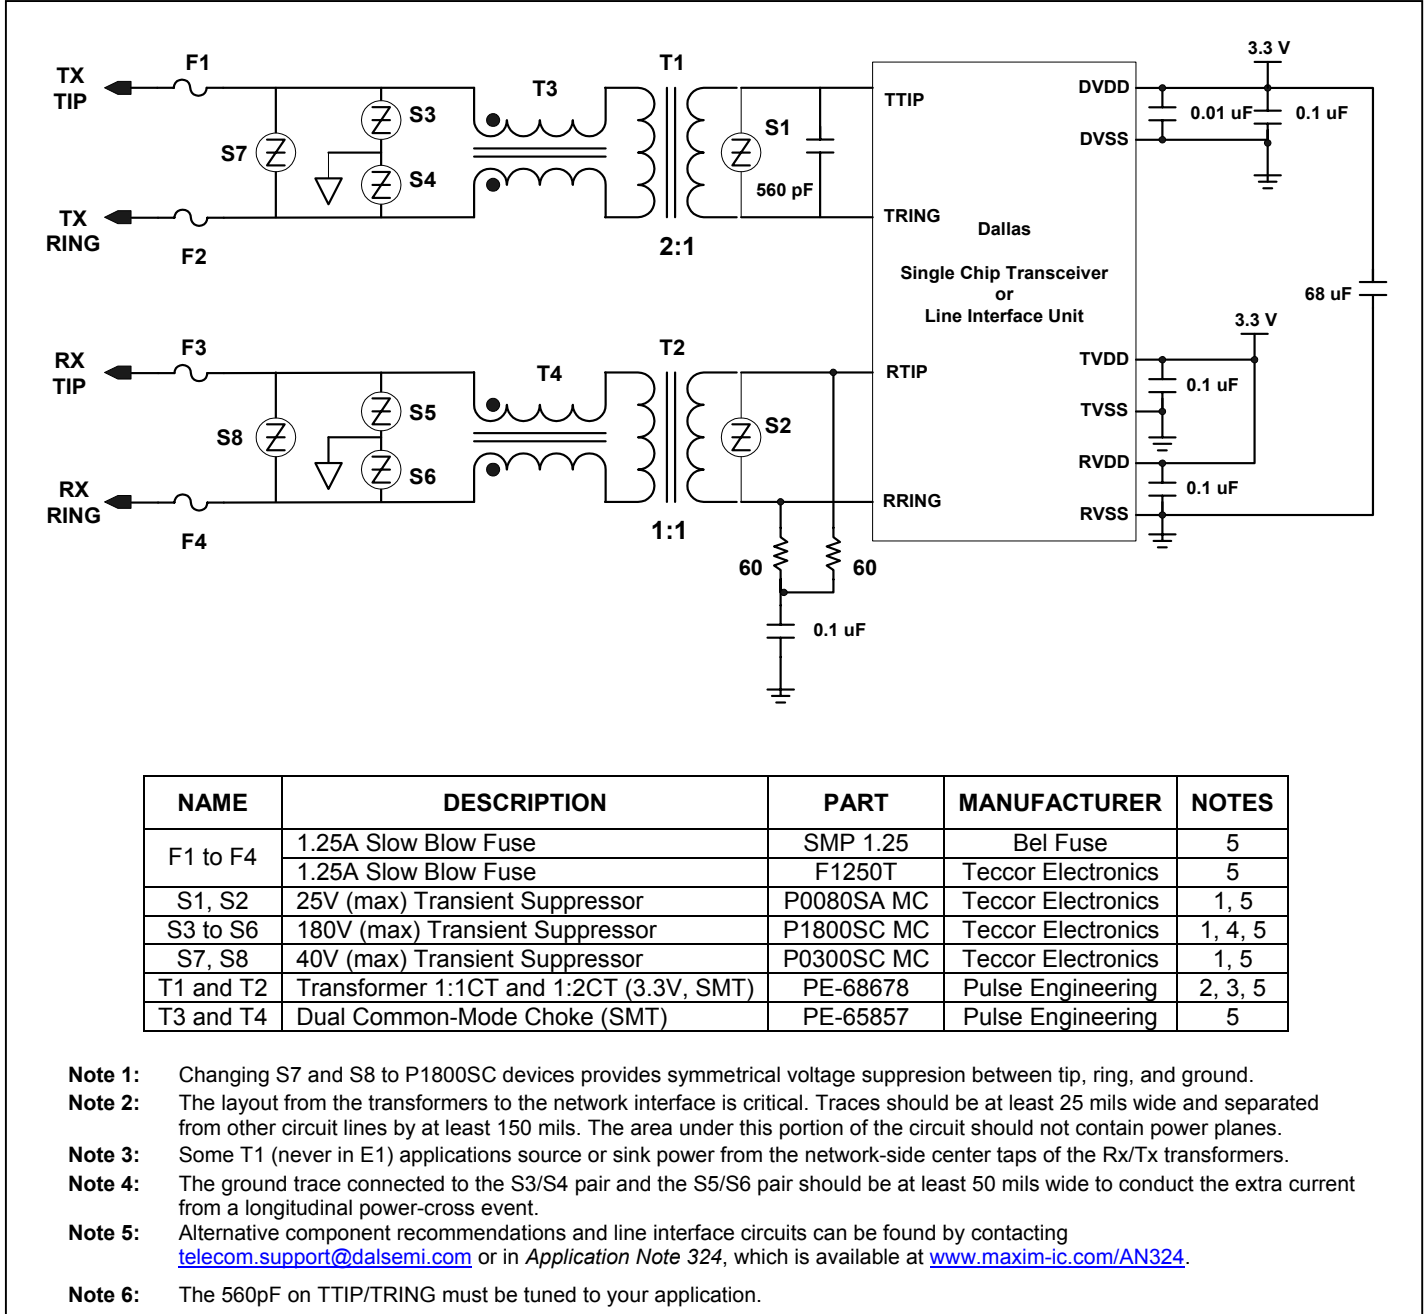 F1
TX
TIP
T1
T3
S3
S7
S4
S1
560 pF
TX
RING
F2
2:1
TTIP
TRING
Dallas
Single Chip Transceiver
or
Line Interface Unit
DVDD
DVSS
3.3 V
0.01 uF
0.1 uF
68 uF
3.3 V
TVDD
0.1 uF
TVSS
RVDD
0.1 uF
RVSS
RX
TIP
F3
T2
T4
S5
S8
S6
S2
RTIP
RRING
RX
RING
F4
1:1
60
60
0.1 uF
NAME DESCRIPTION PART MANUFACTURER NOTES
F1 to F4 1.25A Slow Blow Fuse SMP 1.25 Bel Fuse 5
1.25A Slow Blow Fuse F1250T Teccor Electronics 5
S1, S2 25V (max) Transient Suppressor P0080SA MC Teccor Electronics 1, 5
S3 to S6 180V (max) Transient Suppressor P1800SC MC Teccor Electronics 1, 4, 5
S7, S8 40V (max) Transient Suppressor P0300SC MC Teccor Electronics 1, 5
T1 and T2 Transformer 1:1CT and 1:2CT (3.3V, SMT) PE-68678 Pulse Engineering 2, 3, 5
T3 and T4 Dual Common-Mode Choke (SMT) PE-65857 Pulse Engineering 5
Note 1: Changing S7 and S8 to P1800SC devices provides symmetrical voltage suppresion between tip, ring, and ground.
Note 2: The layout from the transformers to the network interface is critical. Traces should be at least 25 mils wide and separated
from other circuit lines by at least 150 mils. The area under this portion of the circuit should not contain power planes.
Note 3: Some T1 (never in E1) applications source or sink power from the network-side center taps of the Rx/Tx transformers.
Note 4: The ground trace connected to the S3/S4 pair and the S5/S6 pair should be at least 50 mils wide to conduct the extra current
from a longitudinal power-cross event.
Note 5: Alternative component recommendations and line interface circuits can be found by contacting
telecom.support@dalsemi.com or in Application Note 324, which is available at www.maxim-ic.com/AN324.
Note 6: The 560pF on TTIP/TRING must be tuned to your application.